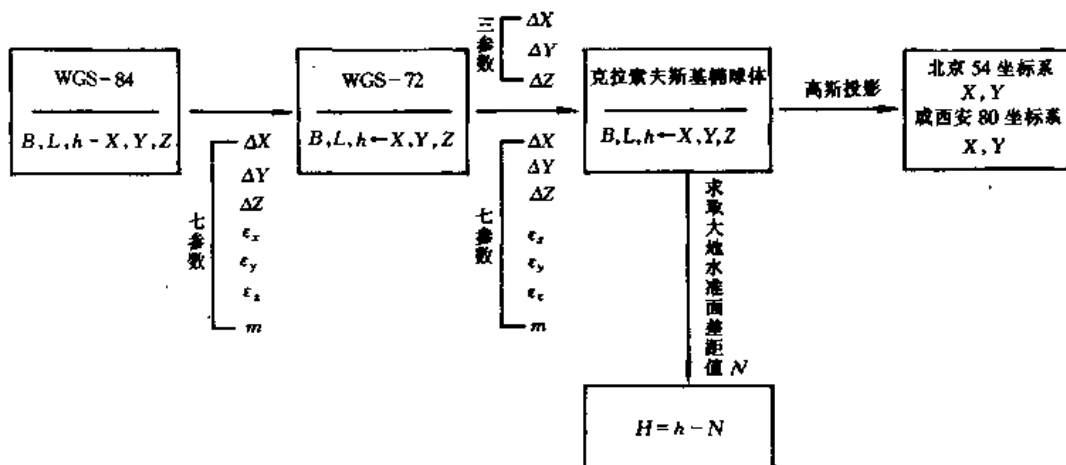 WGS-84
B,L,h-X,Y,Z
七参数
ΔX
ΔY
ΔZ
εx
εy
εz
m
WGS-72
B,L,h←X,Y,Z
三参数
ΔX
ΔY
ΔZ
七参数
ΔX
ΔY
ΔZ
εx
εy
εz
m
克拉索夫斯基椭球体
B,L,h←X,Y,Z
高斯投影
北京54坐标系
X,Y
或西安80坐标系
X,Y
求取大地水准面差距值 N
H=h-N